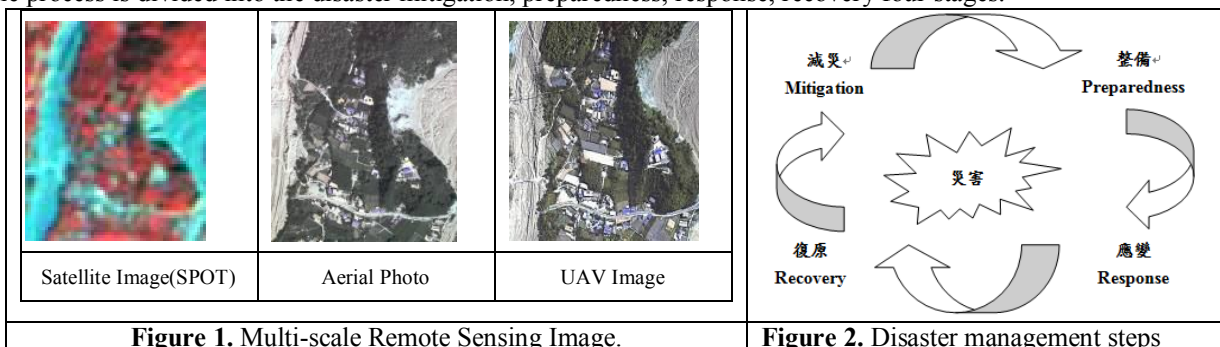 process is divided into the disaster mitigation, preparedness, response, recovery four stages.
Satellite Image(SPOT)
Aerial Photo
UAV Image
Figure 1. Multi-scale Remote Sensing Image.
減災
Mitigation
整備
Preparedness
災害
復原
Recovery
應變
Response
Figure 2. Disaster management steps